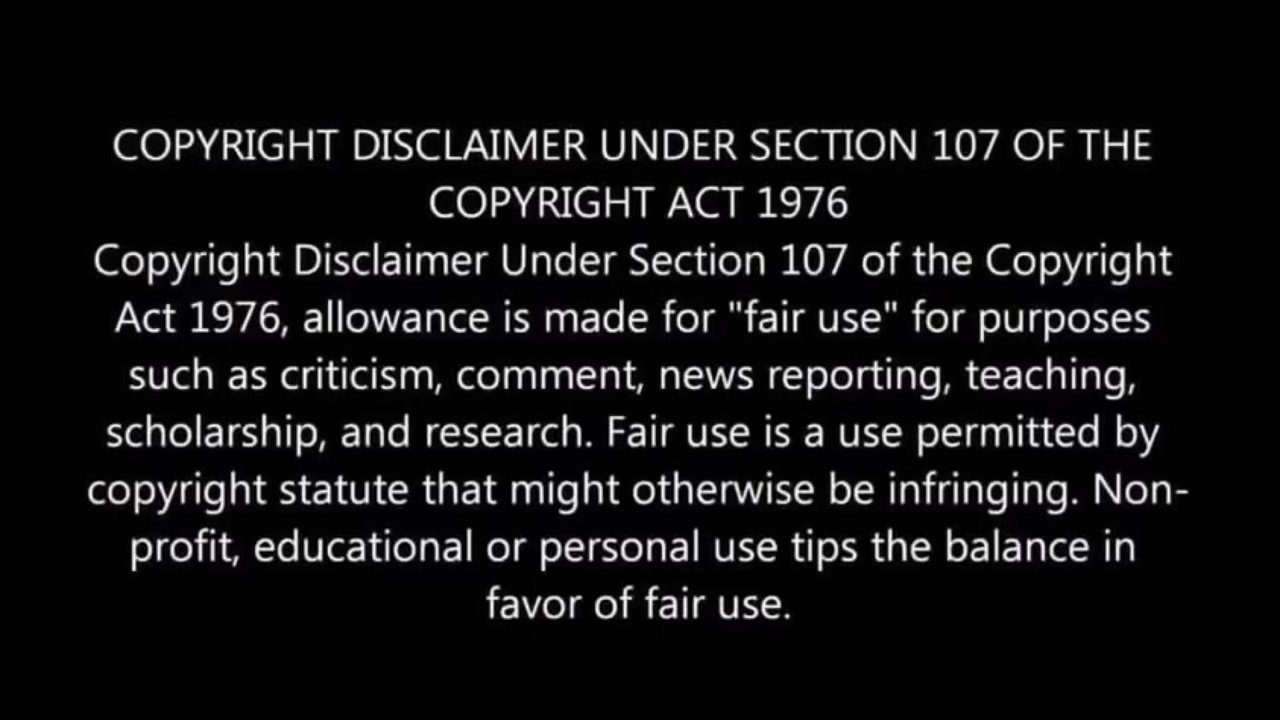 COPYRIGHT DISCLAIMER UNDER SECTION 107 OF THE
COPYRIGHT ACT 1976
Copyright Disclaimer Under Section 107 of the Copyright
Act 1976, allowance is made for "fair use" for purposes
such as criticism, comment, news reporting, teaching,
scholarship, and research. Fair use is a use permitted by
copyright statute that might otherwise be infringing. Non-
profit, educational or personal use tips the balance in
favor of fair use.